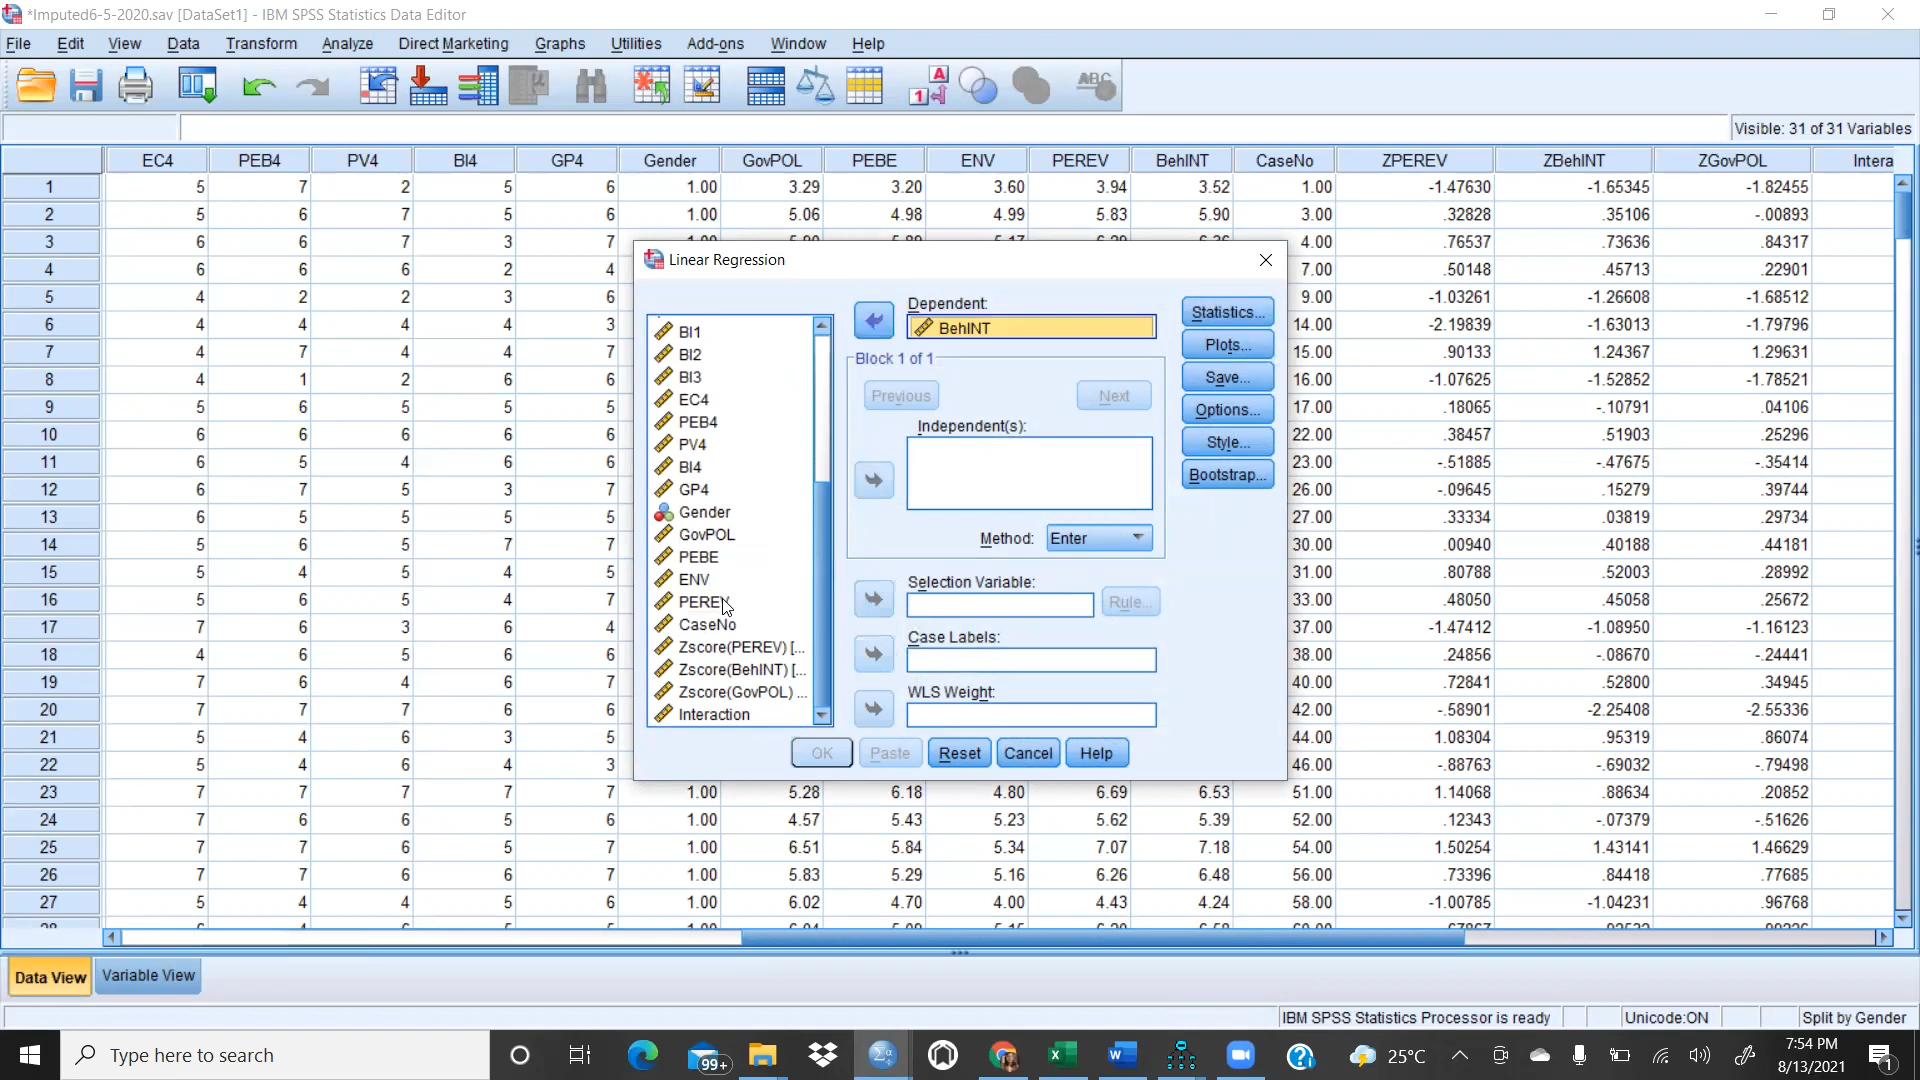 *Imputed6-5-2020.sav [DataSet1] - IBM SPSS Statistics Data Editor
File Edit View Data Transform Analyze Direct Marketing Graphs Utilities Add-ons Window Help
Visible: 31 of 31 Variables
EC4 PEB4 PV4 BI4 GP4 Gender GovPOL PEBE ENV PEREV BehINT CaseNo ZPEREV ZBehINT ZGovPOL Intera
1 5 7 2 5 6 1.00 3.29 3.20 3.60 3.94 3.52 1.00 -1.47630 -1.65345 -1.82455
2 5 6 7 5 6 1.00 5.06 4.98 4.99 5.83 5.90 3.00 .32828 .35106 -.00893
3 6 6 7 3 7 4.00 .76537 .73636 .84317
4 6 6 6 2 4 7.00 .50148 .45713 .22901
5 4 2 2 3 6 9.00 -1.03261 -1.26608 -1.68512
6 4 4 4 4 3 14.00 -2.19839 -1.63013 -1.79796
7 4 7 4 4 7 15.00 .90133 1.24367 1.29631
8 4 1 2 6 6 16.00 -1.07625 -1.52852 -1.78521
9 5 6 5 5 5 17.00 .18065 -.10791 .04106
10 6 6 6 6 6 22.00 .38457 .51903 .25296
11 6 5 4 6 6 23.00 -.51885 -.47675 -.35414
12 6 7 5 3 7 26.00 -.09645 .15279 .39744
13 6 5 5 5 5 27.00 .33334 .03819 .29734
14 5 6 5 7 7 30.00 .00940 .40188 .44181
15 5 4 5 4 5 31.00 .80788 .52003 .28992
16 5 6 5 4 7 33.00 .48050 .45058 .25672
17 7 6 3 6 4 37.00 -1.47412 -1.08950 -1.16123
18 4 6 5 6 6 38.00 .24856 -.08670 -.24441
19 7 6 4 6 7 40.00 .72841 .52800 .34945
20 7 7 7 6 6 42.00 -.58901 -2.25408 -2.55336
21 5 4 6 3 5 44.00 1.08304 .95319 .86074
22 5 4 6 4 3 46.00 -.88763 -.69032 -.79498
23 7 7 7 7 7 1.00 5.28 6.18 4.80 6.69 6.53 51.00 1.14068 .88634 .20852
24 7 6 6 5 6 1.00 4.57 5.43 5.23 5.62 5.39 52.00 .12343 -.07379 -.51626
25 7 7 6 5 7 1.00 6.51 5.84 5.34 7.07 7.18 54.00 1.50254 1.43141 1.46629
26 7 7 6 6 7 1.00 5.83 5.29 5.16 6.26 6.48 56.00 .73396 .84418 .77685
27 5 4 4 5 6 1.00 6.02 4.70 4.00 4.43 4.24 58.00 -1.00785 -1.04231 .96768
Linear Regression
BI1
BI2
BI3
EC4
PEB4
PV4
BI4
GP4
Gender
GovPOL
PEBE
ENV
PEREV
CaseNo
Zscore(PEREV) [...
Zscore(BehINT) [...
Zscore(GovPOL) ...
Interaction
Dependent:
BehINT
Block 1 of 1
Previous Next
Independent(s):
Method: Enter
Selection Variable:
Rule...
Case Labels:
WLS Weight:
Statistics...
Plots...
Save...
Options...
Style...
Bootstrap...
OK Paste Reset Cancel Help
Data View Variable View
IBM SPSS Statistics Processor is ready Unicode:ON Split by Gender
Type here to search
99+
25°C
7:54 PM
8/13/2021
1